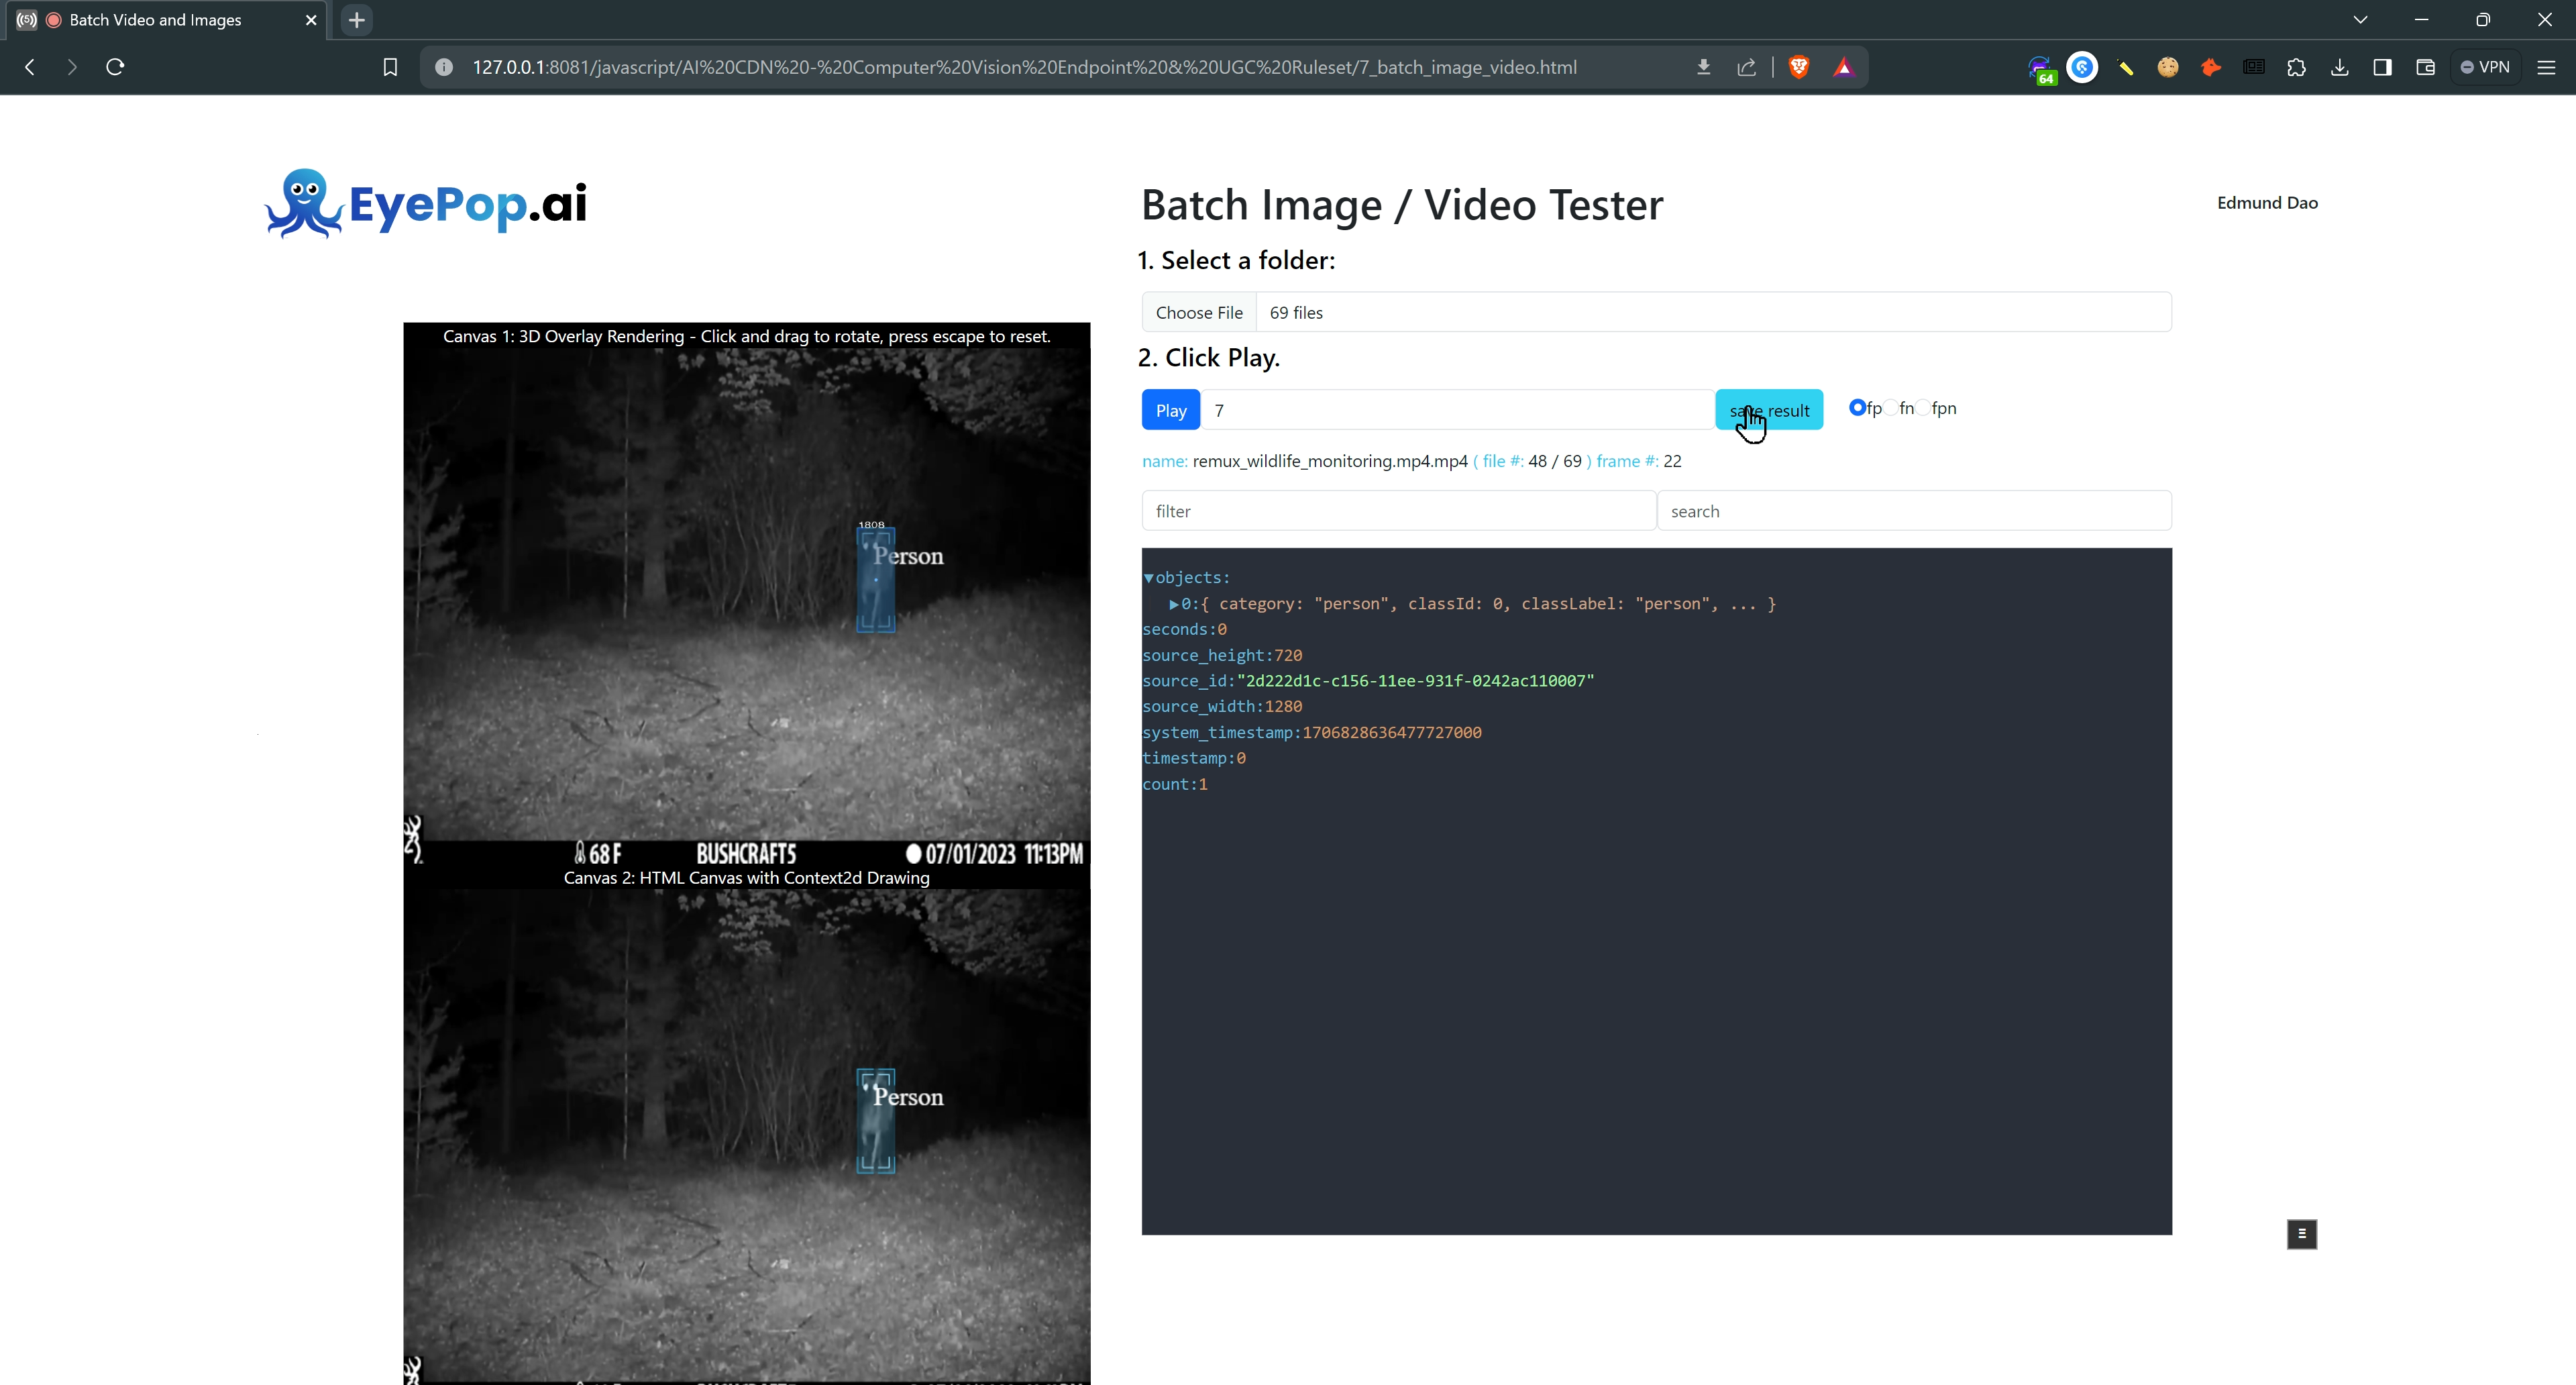 Batch Video and Images
127.0.0.1:8081/javascript/AI%20CDN%20-%20Computer%20Vision%20Endpoint%20&%20UGC%20Ruleset/7_batch_image_video.html
64
VPN
EyePop.ai
Batch Image / Video Tester
Edmund Dao
1. Select a folder:
Choose File 69 files
2. Click Play.
Play 7 save result fp fn fpn
name: remux_wildlife_monitoring.mp4.mp4 ( file #: 48 / 69 ) frame #: 22
filter search
▼objects:
▶0:{ category: "person", classId: 0, classLabel: "person", ... }
seconds:0
source_height:720
source_id:"2d222d1c-c156-11ee-931f-0242ac110007"
source_width:1280
system_timestamp:1706828636477727000
timestamp:0
count:1
Canvas 1: 3D Overlay Rendering - Click and drag to rotate, press escape to reset.
1808
Person
68 F BUSHCRAFT5 07/01/2023 11:13PM
Canvas 2: HTML Canvas with Context2d Drawing
Person